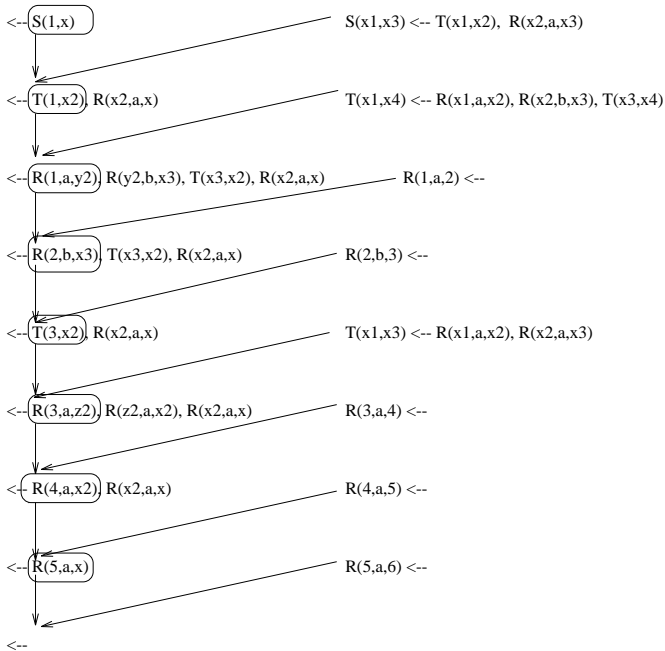 <-- S(1,x) S(x1,x3) <-- T(x1,x2), R(x2,a,x3)
<-- T(1,x2), R(x2,a,x) T(x1,x4) <-- R(x1,a,x2), R(x2,b,x3), T(x3,x4)
<-- R(1,a,y2), R(y2,b,x3), T(x3,x2), R(x2,a,x) R(1,a,2) <--
<-- R(2,b,x3), T(x3,x2), R(x2,a,x) R(2,b,3) <--
<-- T(3,x2), R(x2,a,x) T(x1,x3) <-- R(x1,a,x2), R(x2,a,x3)
<-- R(3,a,z2), R(z2,a,x2), R(x2,a,x) R(3,a,4) <--
<-- R(4,a,x2), R(x2,a,x) R(4,a,5) <--
<-- R(5,a,x) R(5,a,6) <--
<--